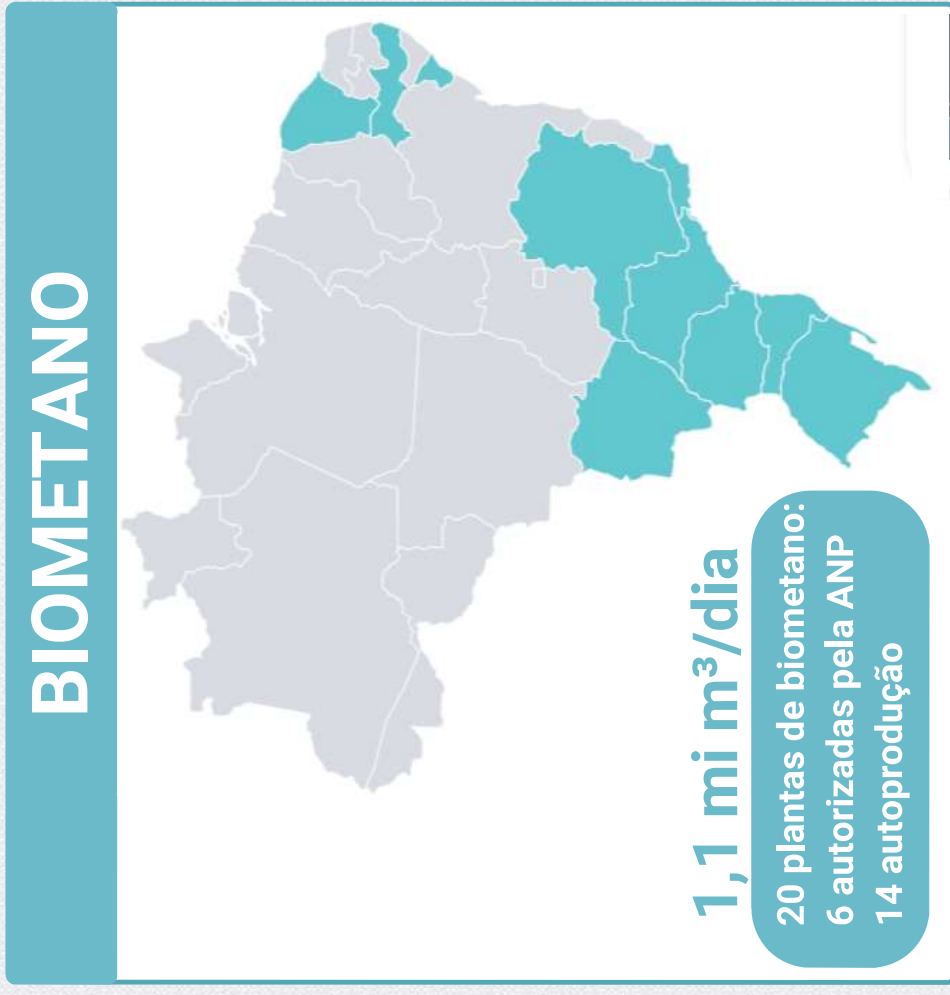 BIOMETANO
1,1 mi m³/dia
20 plantas de biometano:
6 autorizadas pela ANP
14 autoprodução